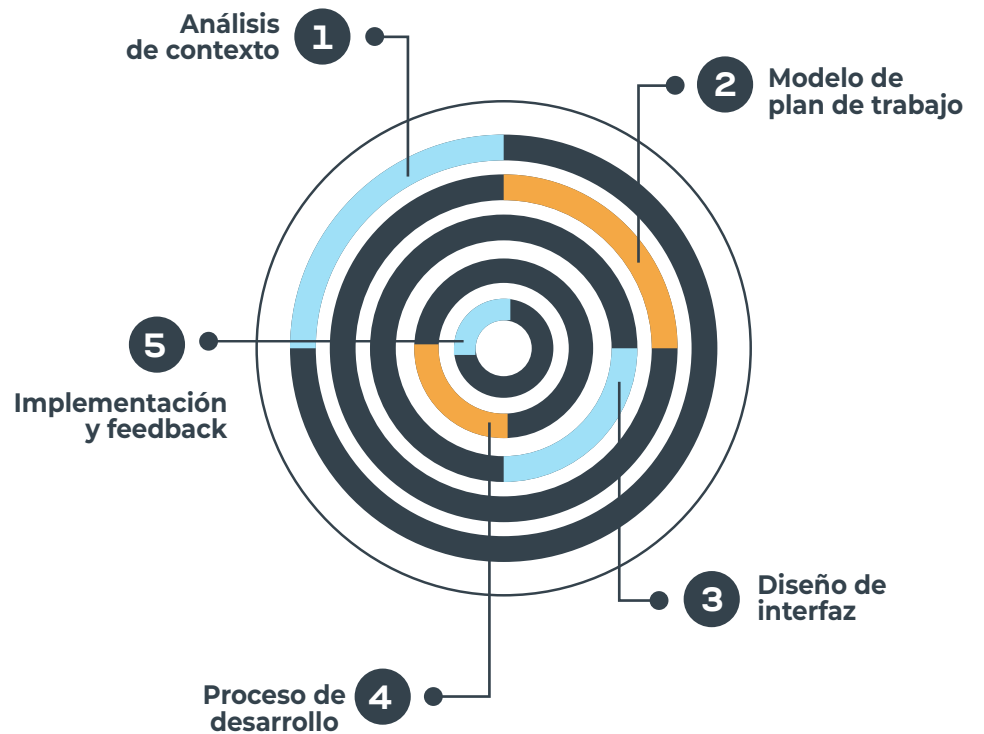 1
Análisis
de contexto
2
Modelo de
plan de trabajo
3
Diseño de
interfaz
4
Proceso de
desarrollo
5
Implementación
y feedback